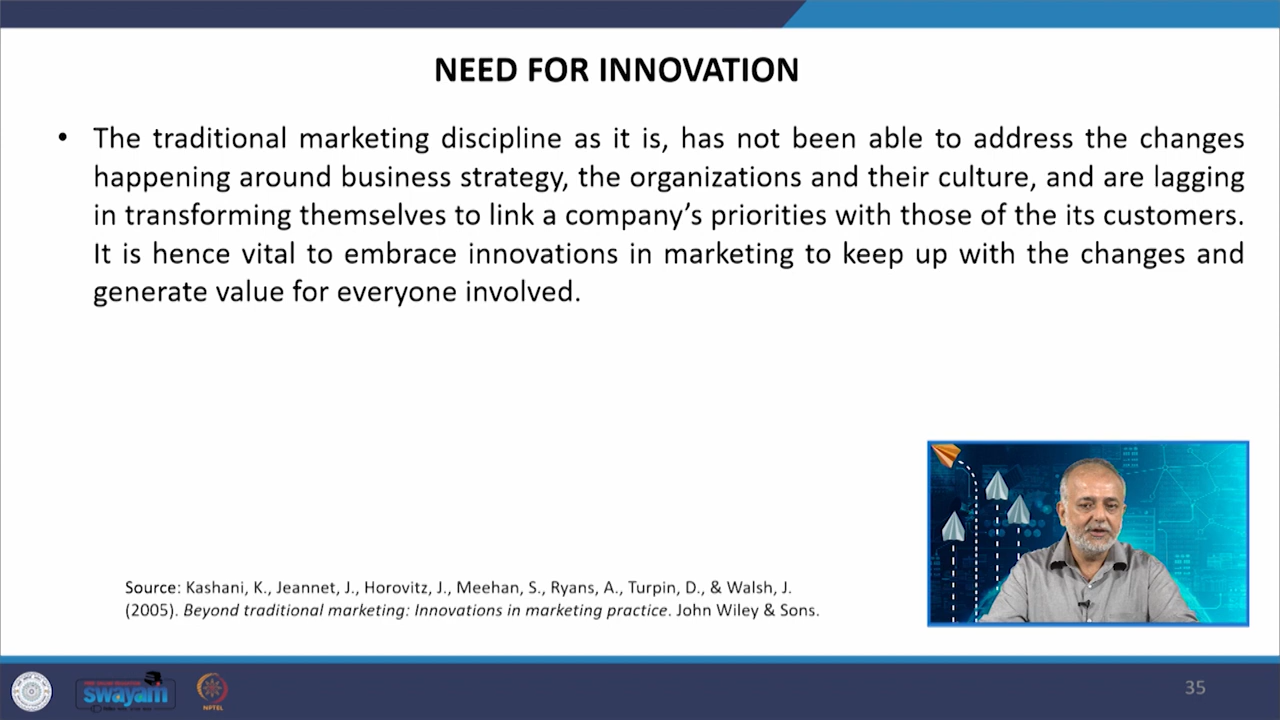 NEED FOR INNOVATION
• The traditional marketing discipline as it is, has not been able to address the changes
happening around business strategy, the organizations and their culture, and are lagging
in transforming themselves to link a company’s priorities with those of the its customers.
It is hence vital to embrace innovations in marketing to keep up with the changes and
generate value for everyone involved.
Source: Kashani, K., Jeannet, J., Horovitz, J., Meehan, S., Ryans, A., Turpin, D., & Walsh, J.
(2005). Beyond traditional marketing: Innovations in marketing practice. John Wiley & Sons.
swayam
NPTEL
35